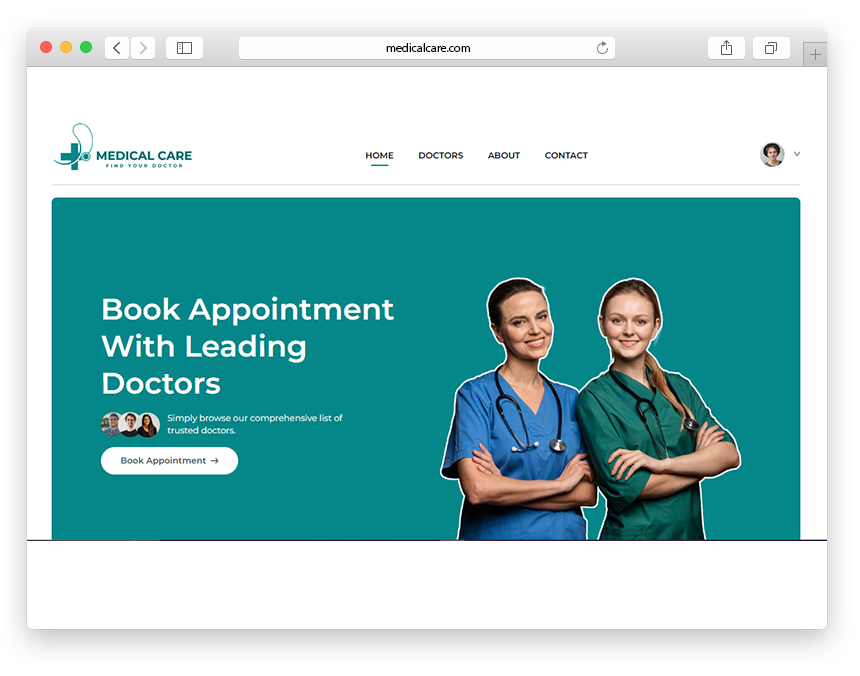 medicalcare.com
MEDICAL CARE
FIND YOUR DOCTOR
HOME
DOCTORS
ABOUT
CONTACT
Book Appointment
With Leading
Doctors
Simply browse our comprehensive list of
trusted doctors.
Book Appointment →